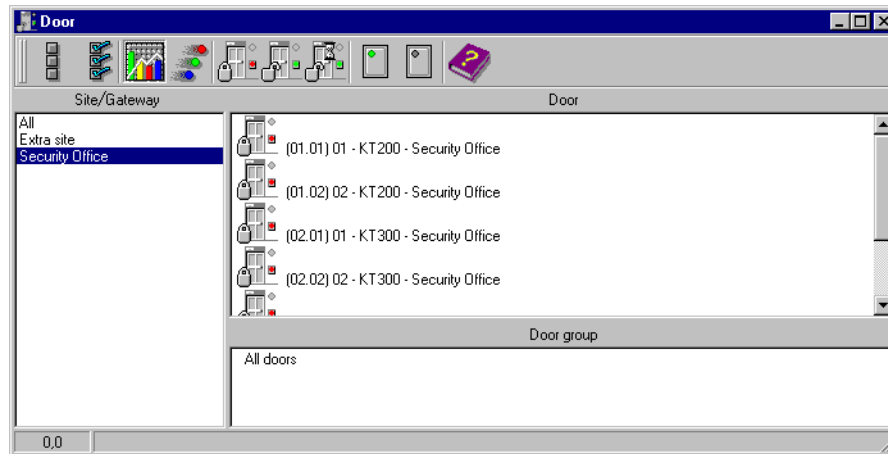 Door
Site/Gateway
Door
All
Extra site
Security Office
(01.01) 01 - KT200 - Security Office
(01.02) 02 - KT200 - Security Office
(02.01) 01 - KT300 - Security Office
(02.02) 02 - KT300 - Security Office
Door group
All doors
0,0